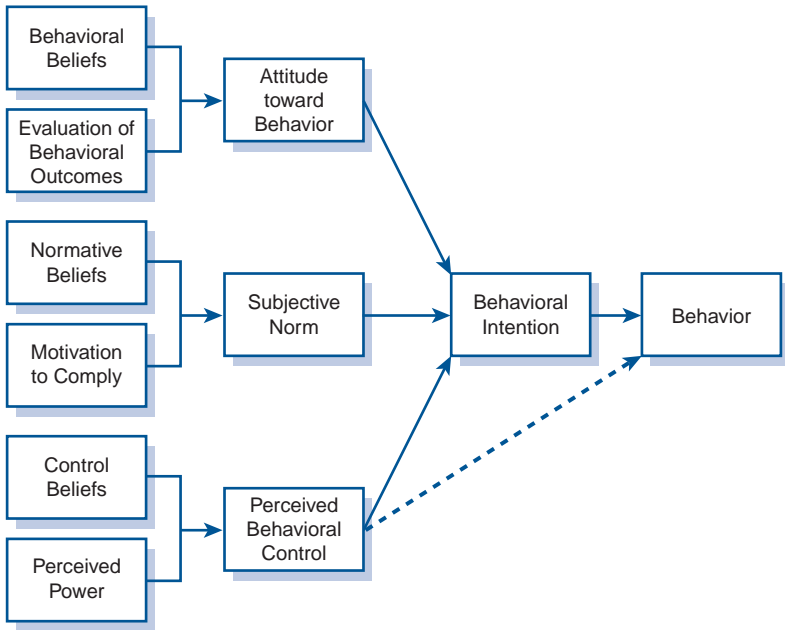 Behavioral
Beliefs
Evaluation of
Behavioral
Outcomes
Attitude
toward
Behavior
Normative
Beliefs
Motivation
to Comply
Subjective
Norm
Control
Beliefs
Perceived
Power
Perceived
Behavioral
Control
Behavioral
Intention
Behavior